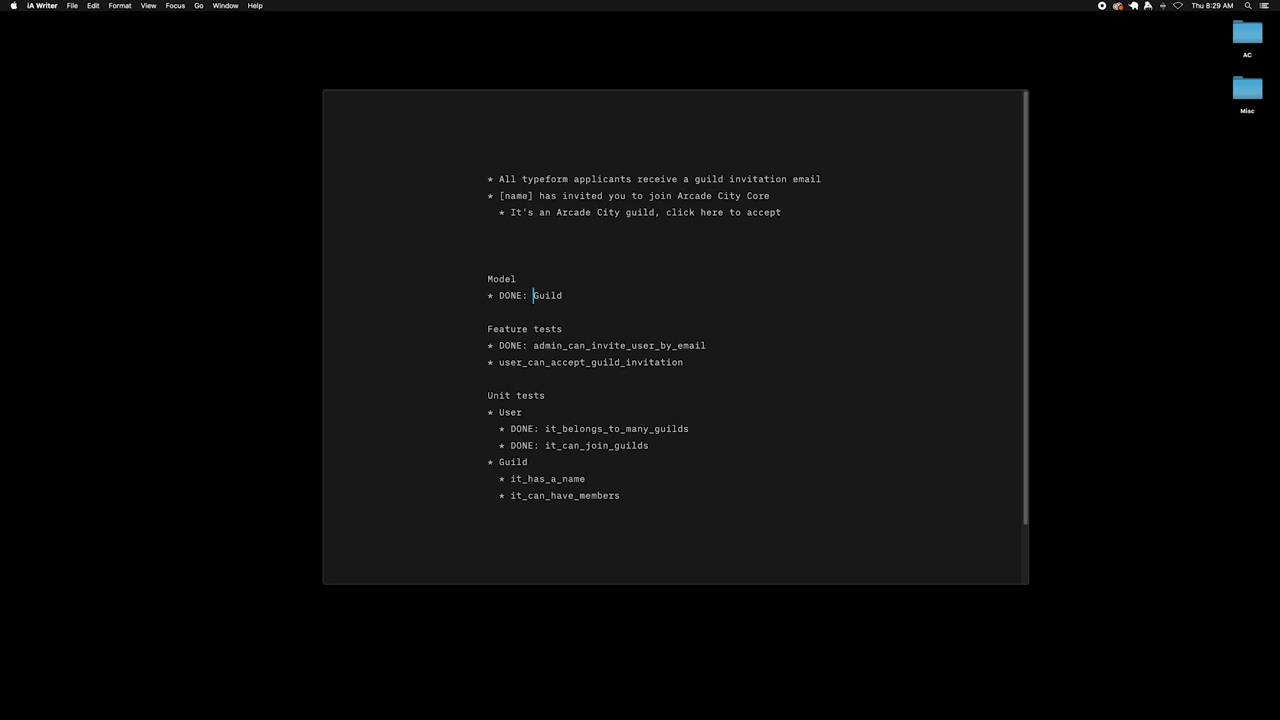 iA Writer File Edit Format View Focus Go Window Help Thu 8:29 AM
AC
Misc
* All typeform applicants receive a guild invitation email
* [name] has invited you to join Arcade City Core
* It's an Arcade City guild, click here to accept
Model
* DONE: Guild
Feature tests
* DONE: admin_can_invite_user_by_email
* user_can_accept_guild_invitation
Unit tests
* User
* DONE: it_belongs_to_many_guilds
* DONE: it_can_join_guilds
* Guild
* it_has_a_name
* it_can_have_members